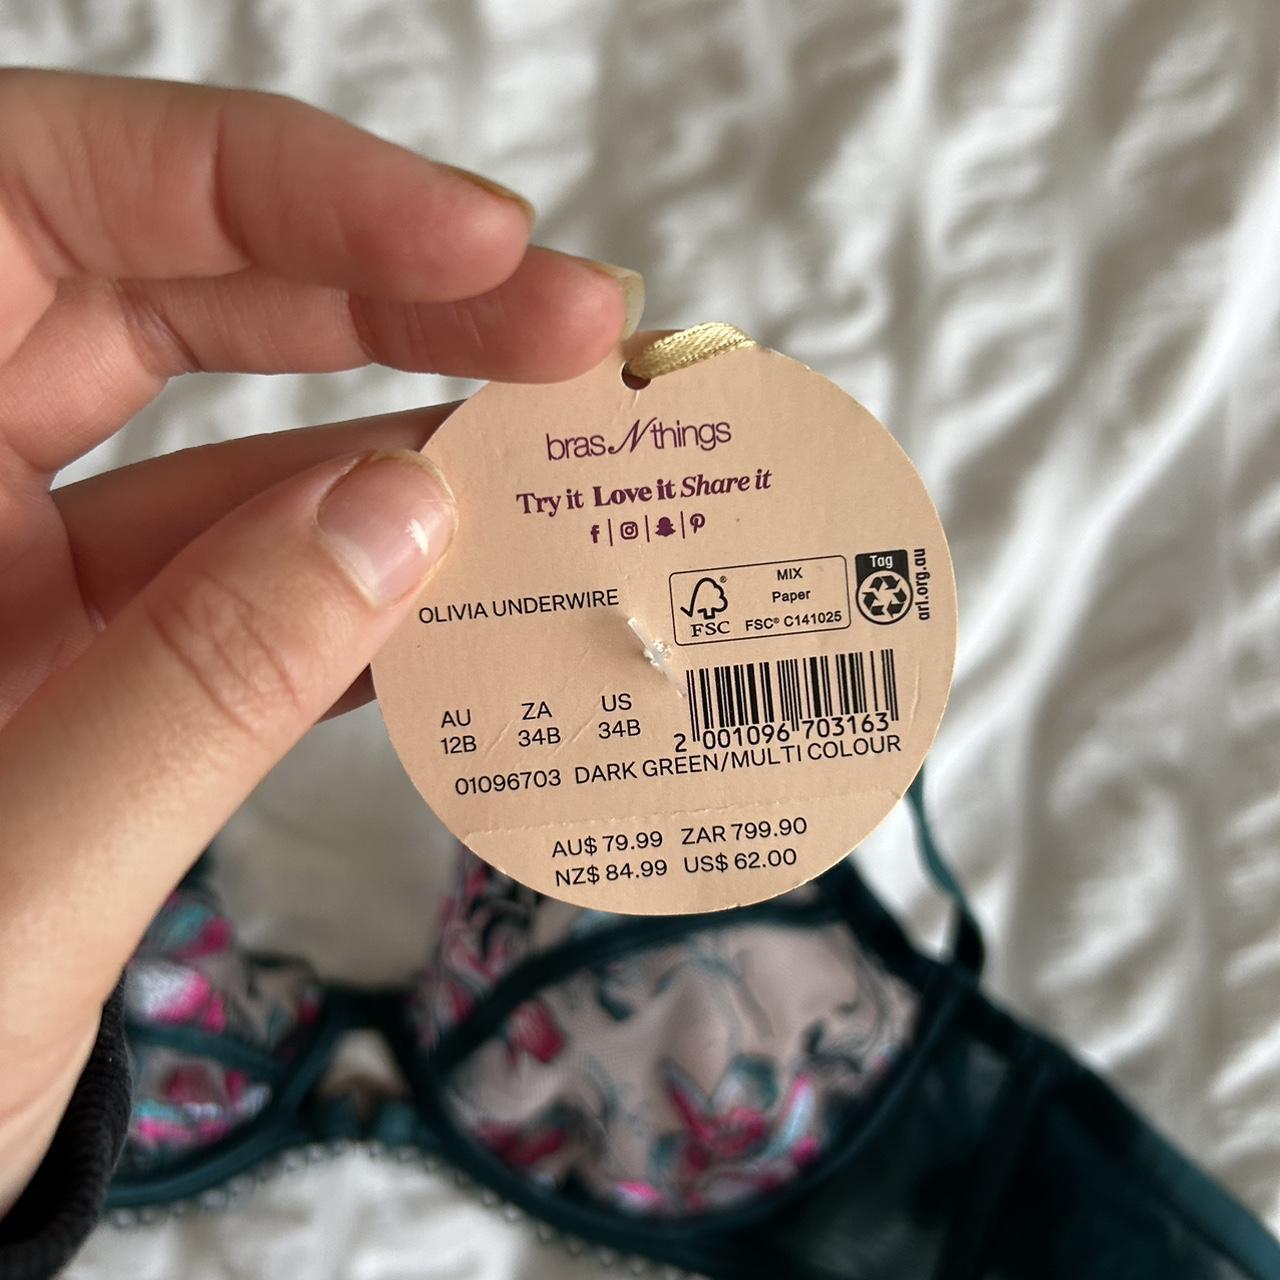 bras N things
Try it Love it Share it
OLIVIA UNDERWIRE
FSC®
MIX
Paper
FSC® C141025
Tag
arl.org.au
AU ZA US
12B 34B 34B
2 001096 703163
01096703 DARK GREEN/MULTI COLOUR
AU$ 79.99 ZAR 799.90
NZ$ 84.99 US$ 62.00